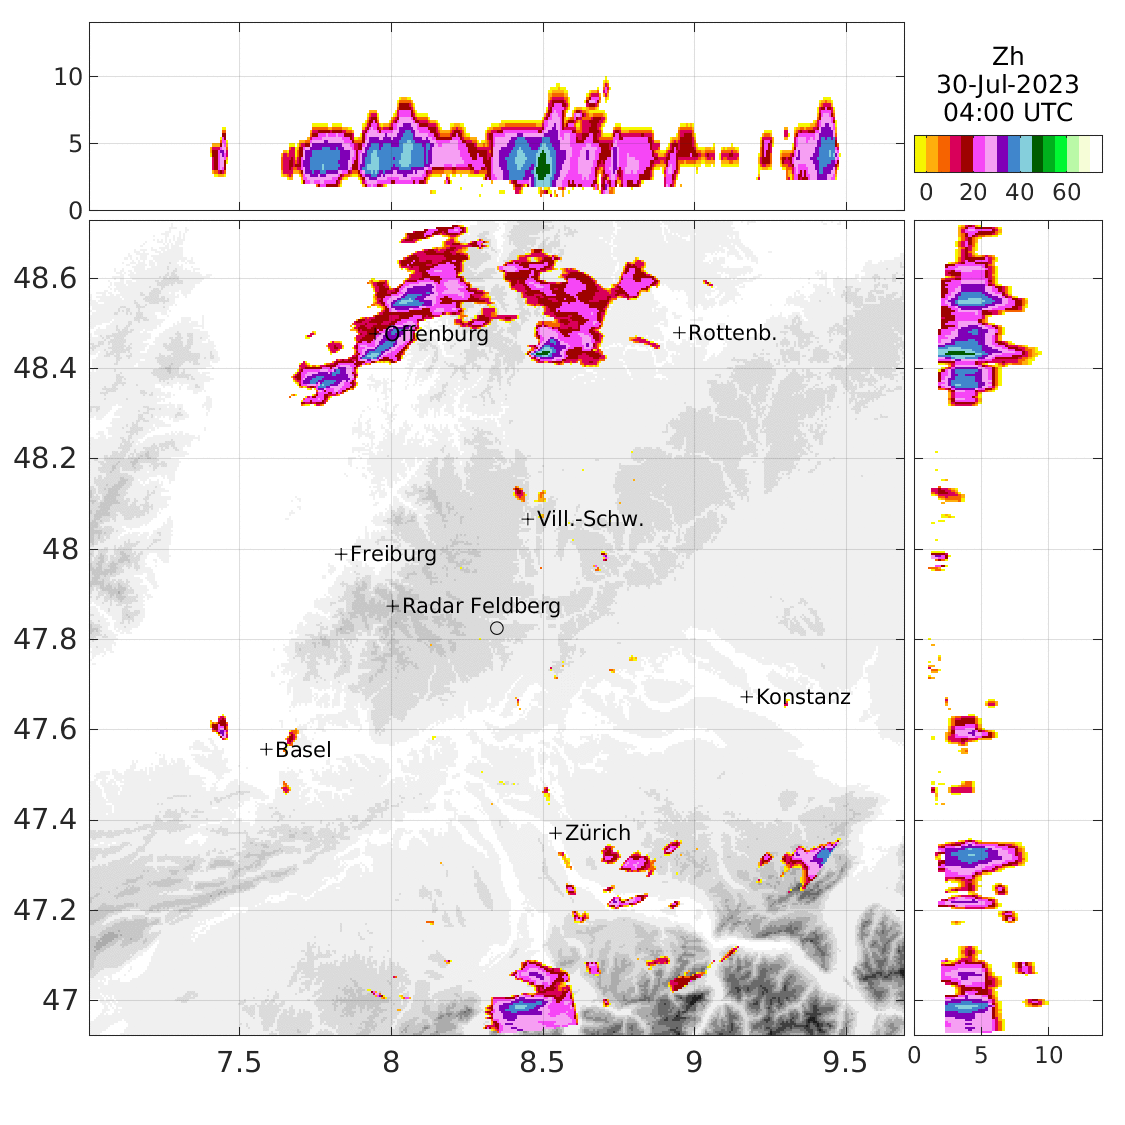 10
5
0
Zh
30-Jul-2023
04:00 UTC
0 20 40 60
48.6
48.4
48.2
48
47.8
47.6
47.4
47.2
47
Offenburg
+Rottenb.
+Vill.-Schw.
+Freiburg
+Radar Feldberg
+Konstanz
+Basel
+Zürich
7.5 8 8.5 9 9.5
0 5 10